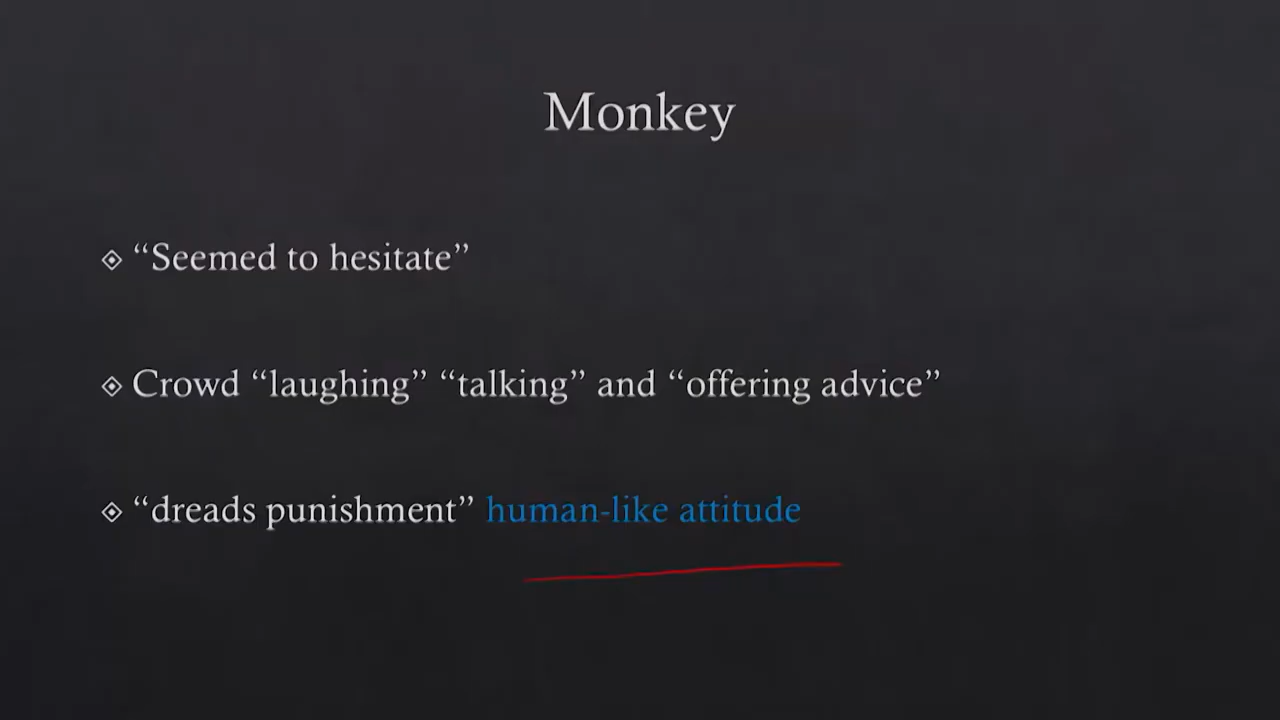 Monkey
“Seemed to hesitate”
Crowd “laughing” “talking” and “offering advice”
“dreads punishment” human-like attitude